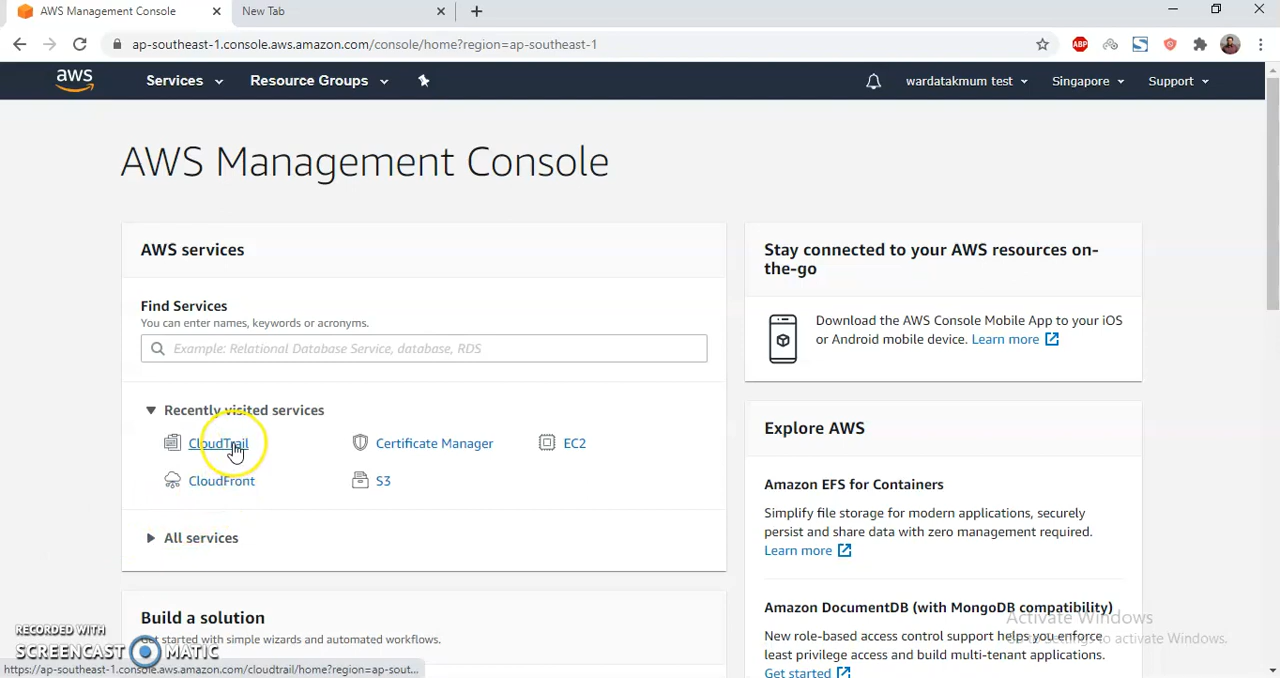 AWS Management Console
New Tab
ap-southeast-1.console.aws.amazon.com/console/home?region=ap-southeast-1
ABP
aws
Services
Resource Groups
wardatakmum test
Singapore
Support
AWS Management Console
AWS services
Find Services
You can enter names, keywords or acronyms.
Example: Relational Database Service, database, RDS
Recently visited services
CloudTrail
Certificate Manager
EC2
CloudFront
S3
All services
Build a solution
Get started with simple wizards and automated workflows.
Stay connected to your AWS resources on-
the-go
Download the AWS Console Mobile App to your iOS
or Android mobile device. Learn more
Explore AWS
Amazon EFS for Containers
Simplify file storage for modern applications, securely
persist and share data with zero management required.
Learn more
Amazon DocumentDB (with MongoDB compatibility)
New role-based access control support helps you enforce
least privilege access and build multi-tenant applications.
Get started
Activate Windows
Go to Settings to activate Windows.
RECORDED WITH
SCREENCAST MATIC
https://ap-southeast-1.console.aws.amazon.com/cloudtrail/home?region=ap-sout...